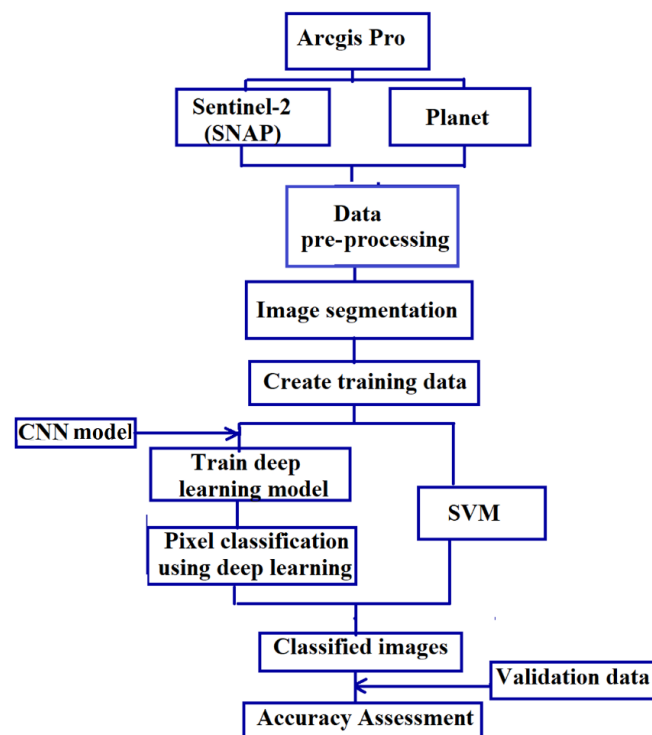 Arcgis Pro
Sentinel-2
(SNAP)
Planet
Data
pre-processing
Image segmentation
Create training data
CNN model
Train deep
learning model
SVM
Pixel classification
using deep learning
Classified images
Validation data
Accuracy Assessment